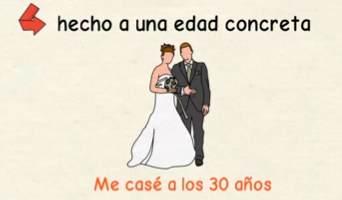 hecho a una edad concreta
Me casé a los 30 años